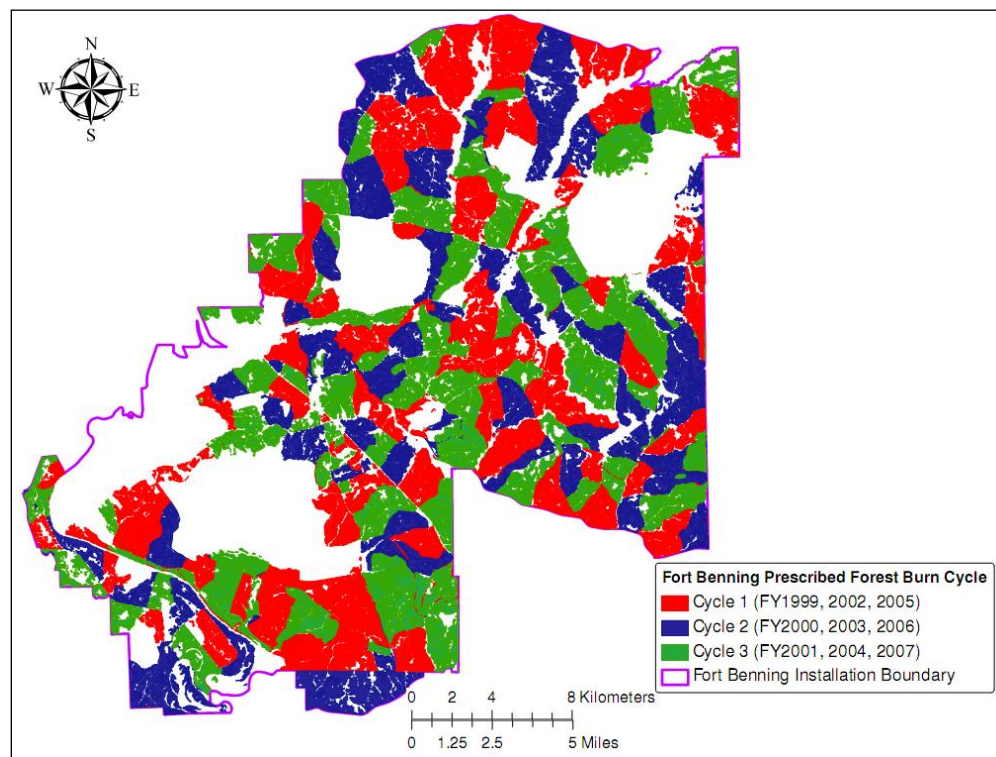 N
W E
S
Fort Benning Prescribed Forest Burn Cycle
Cycle 1 (FY1999, 2002, 2005)
Cycle 2 (FY2000, 2003, 2006)
Cycle 3 (FY2001, 2004, 2007)
Fort Benning Installation Boundary
0 2 4 8 Kilometers
0 1.25 2.5 5 Miles